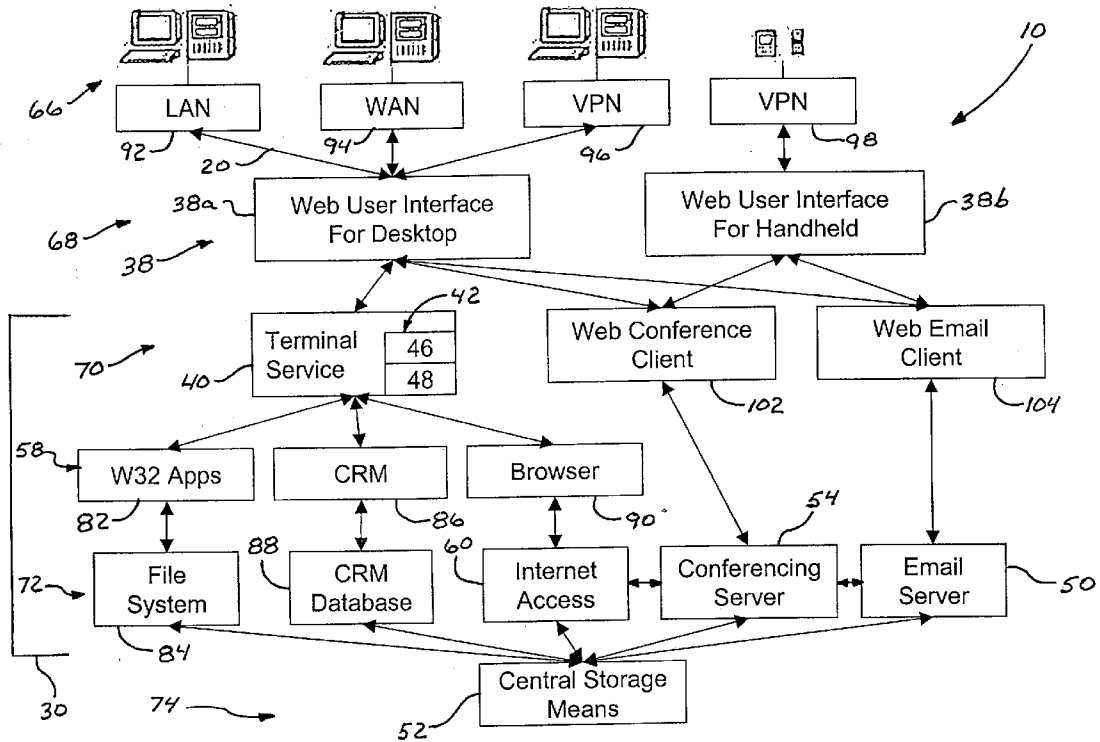 10
66
LAN
WAN
VPN
VPN
92
20
94
96
98
68
38
38a
Web User Interface
For Desktop
Web User Interface
For Handheld
38b
42
70
40
Terminal
Service
46
48
Web Conference
Client
Web Email
Client
102
104
58
W32 Apps
CRM
Browser
82
86
90
54
72
88
60
File
System
CRM
Database
Internet
Access
Conferencing
Server
Email
Server
50
84
30
74
52
Central Storage
Means